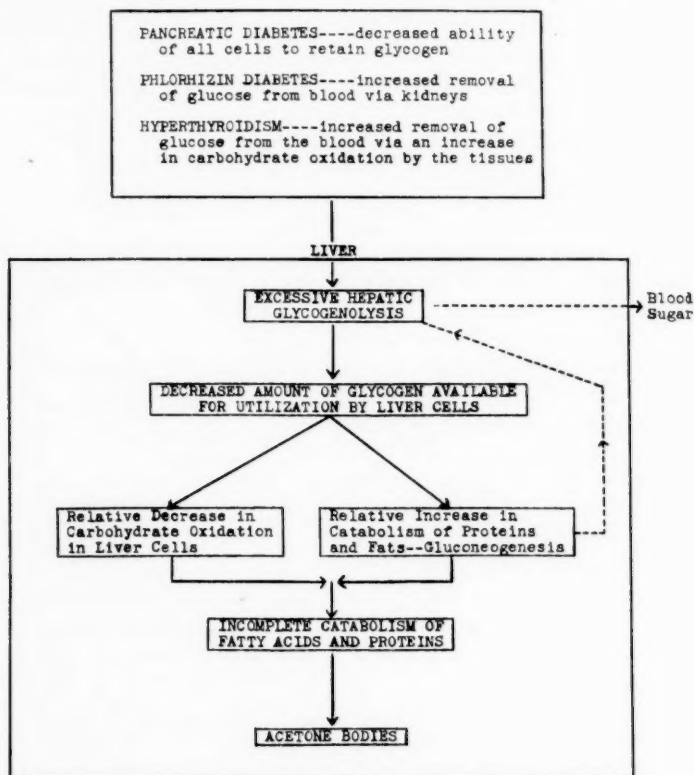 PANCREATIC DIABETES----decreased ability
of all cells to retain glycogen
PHLORHIZIN DIABETES----increased removal
of glucose from blood via kidneys
HYPERTHYROIDISM----increased removal of
glucose from the blood via an increase
in carbohydrate oxidation by the tissues
LIVER
EXCESSIVE HEPATIC
GLYCOGENOLYSIS
Blood
Sugar
DECREASED AMOUNT OF GLYCOGEN AVAILABLE
FOR UTILIZATION BY LIVER CELLS
Relative Decrease in
Carbohydrate Oxidation
in Liver Cells
Relative Increase in
Catabolism of Proteins
and Fats--Gluconeogenesis
INCOMPLETE CATABOLISM OF
FATTY ACIDS AND PROTEINS
ACETONE BODIES